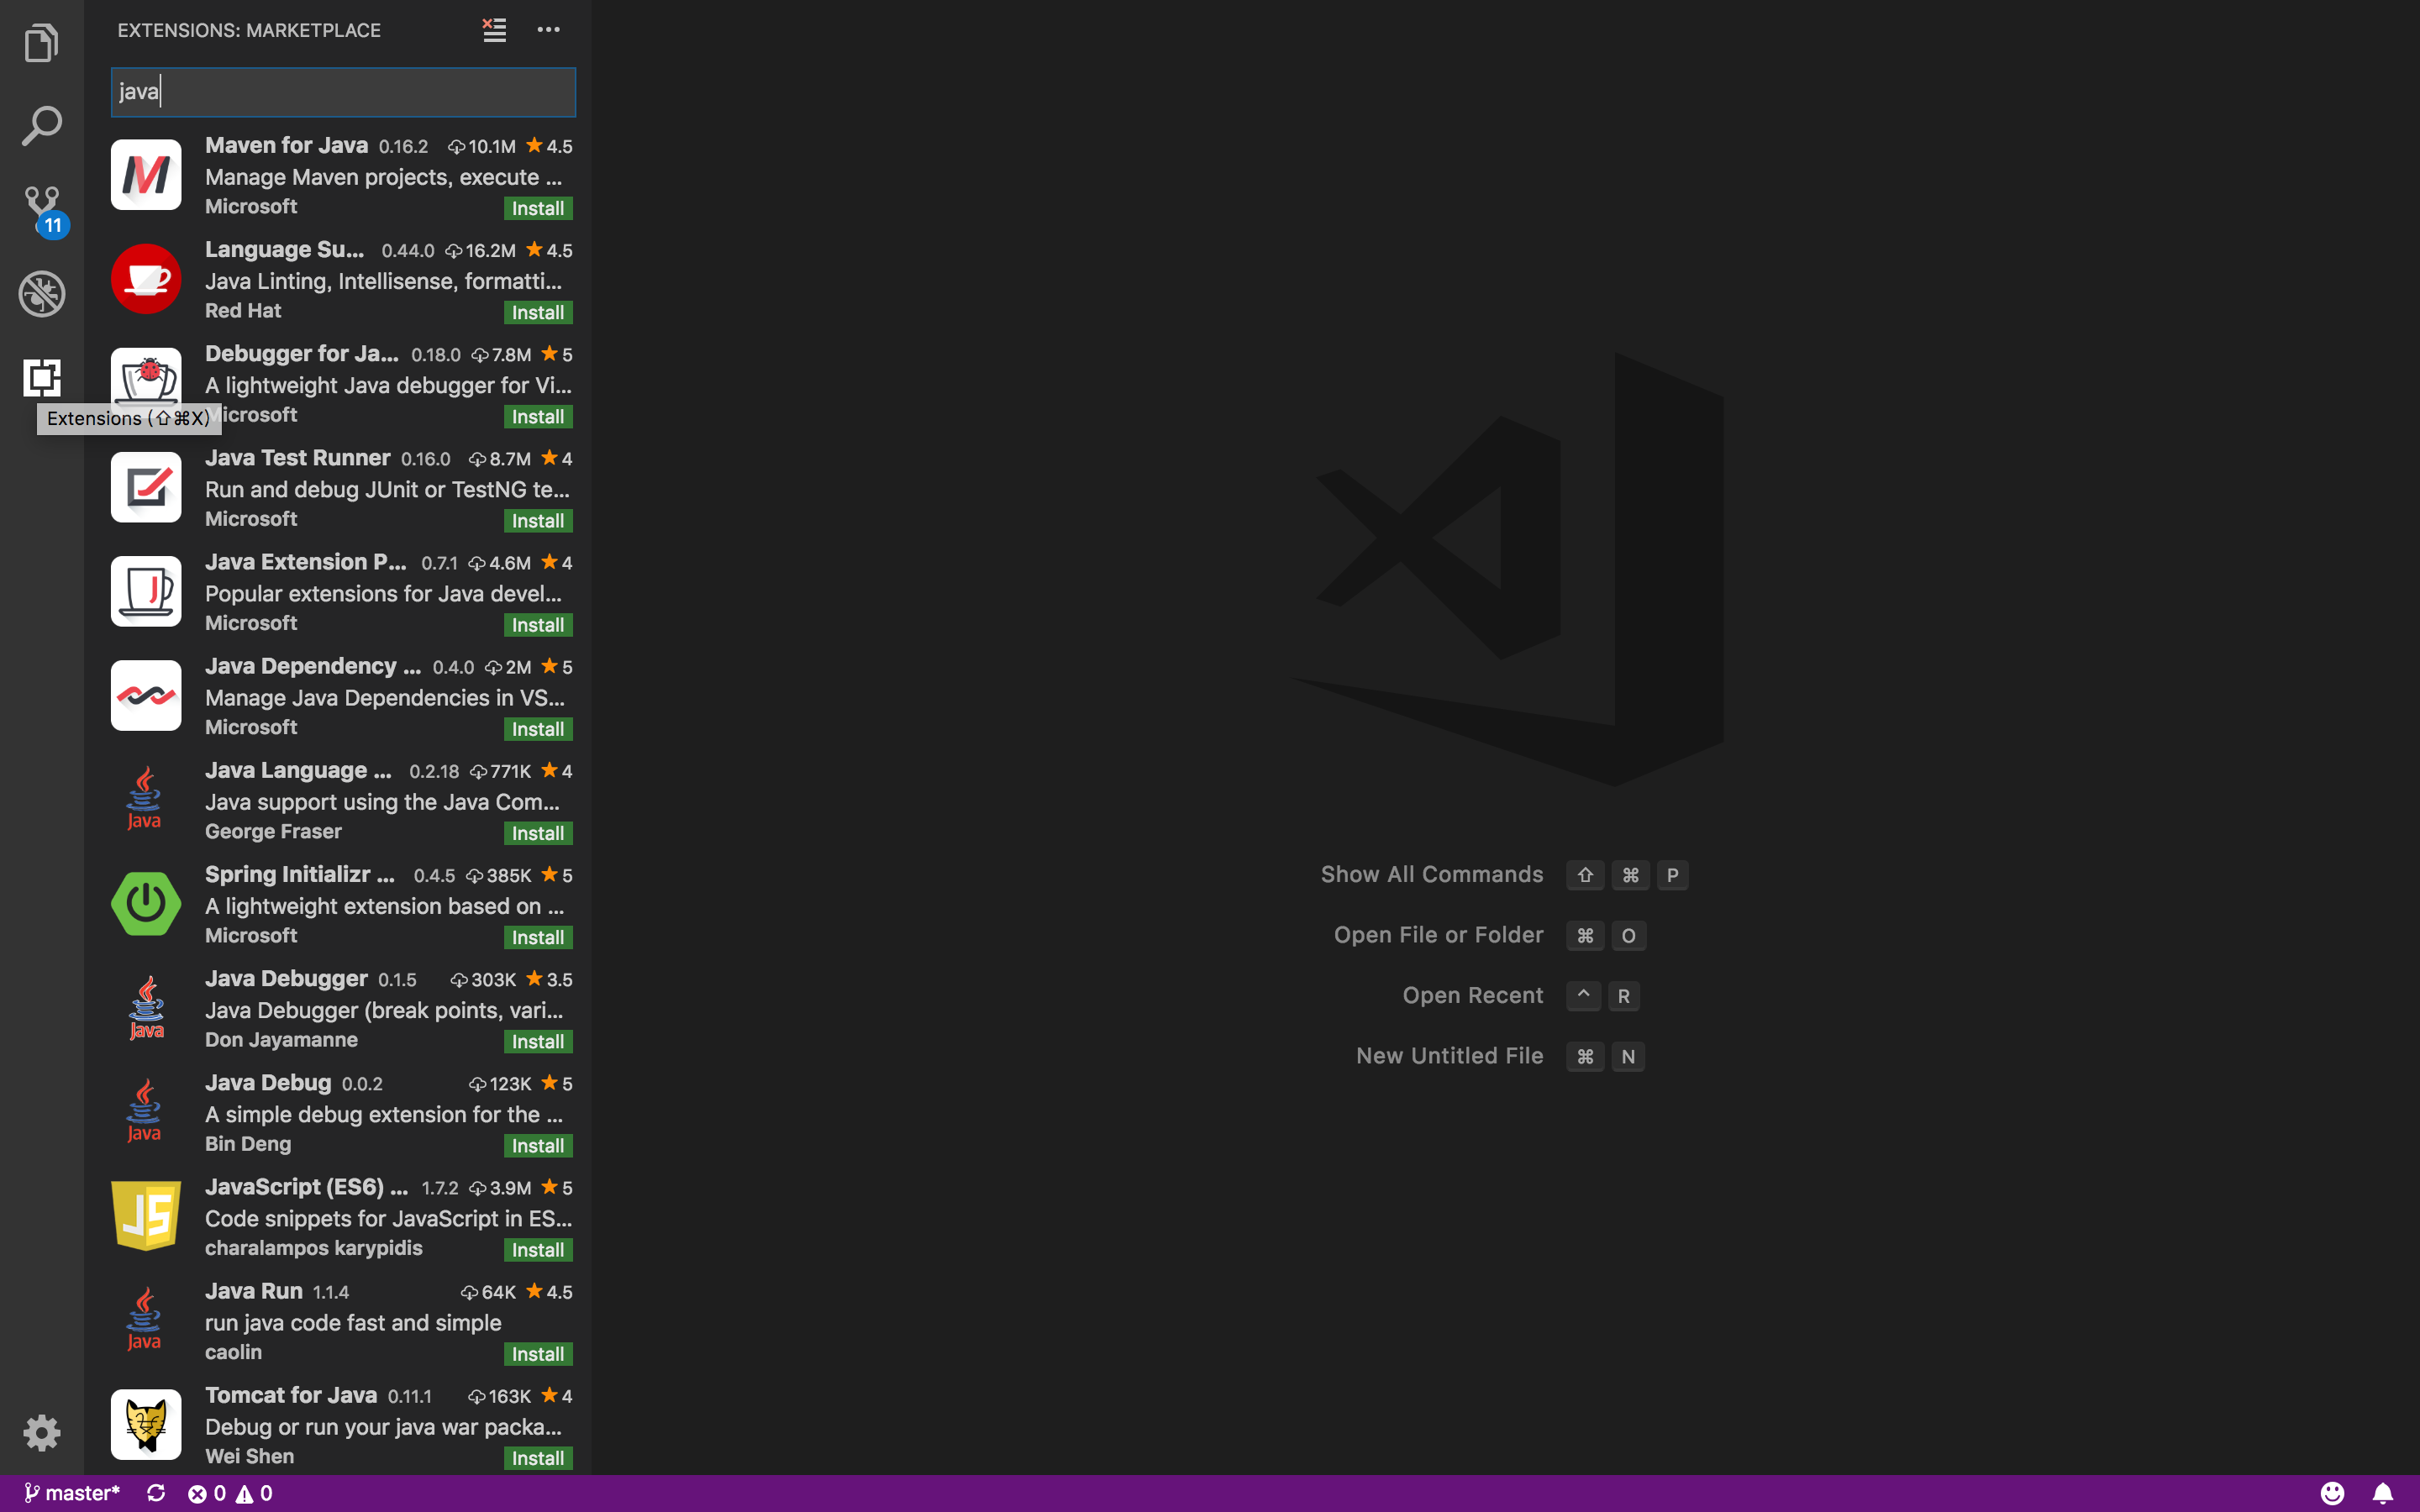 EXTENSIONS: MARKETPLACE
java
Maven for Java 0.16.2 10.1M 4.5
Manage Maven projects, execute ...
Microsoft Install
Language Su... 0.44.0 16.2M 4.5
Java Linting, Intellisense, formatti...
Red Hat Install
Debugger for Ja... 0.18.0 7.8M 5
A lightweight Java debugger for Vi...
Microsoft Install
Extensions (⇧⌘X)
Java Test Runner 0.16.0 8.7M 4
Run and debug JUnit or TestNG te...
Microsoft Install
Java Extension P... 0.7.1 4.6M 4
Popular extensions for Java devel...
Microsoft Install
Java Dependency ... 0.4.0 2M 5
Manage Java Dependencies in VS...
Microsoft Install
Java Language ... 0.2.18 771K 4
Java support using the Java Com...
George Fraser Install
Java
Spring Initializr ... 0.4.5 385K 5
A lightweight extension based on ...
Microsoft Install
Java Debugger 0.1.5 303K 3.5
Java Debugger (break points, vari...
Don Jayamanne Install
Java
Java Debug 0.0.2 123K 5
A simple debug extension for the ...
Bin Deng Install
Java
JavaScript (ES6) ... 1.7.2 3.9M 5
Code snippets for JavaScript in ES...
charalampos karypidis Install
JS
Java Run 1.1.4 64K 4.5
run java code fast and simple
caolin Install
Java
Tomcat for Java 0.11.1 163K 4
Debug or run your java war packa...
Wei Shen Install
11
Show All Commands ⇧ ⌘ P
Open File or Folder ⌘ O
Open Recent ^ R
New Untitled File ⌘ N
master* 0 0